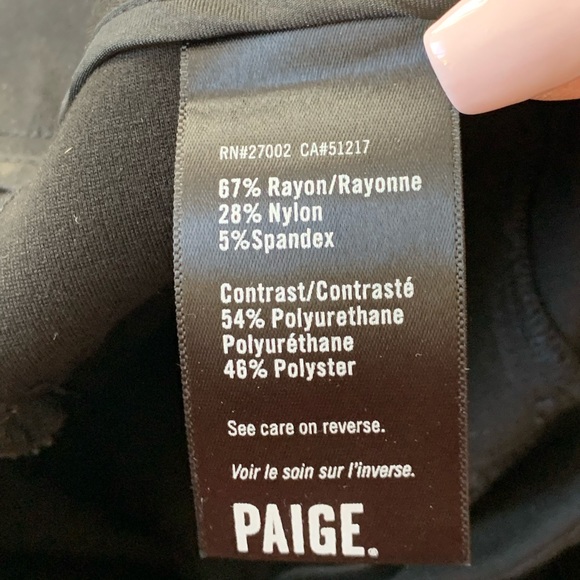 RN#27002 CA#51217
67% Rayon/Rayonne
28% Nylon
5%Spandex
Contrast/Contrasté
54% Polyurethane
Polyuréthane
46% Polyster
See care on reverse.
Voir le soin sur l'inverse.
PAIGE.